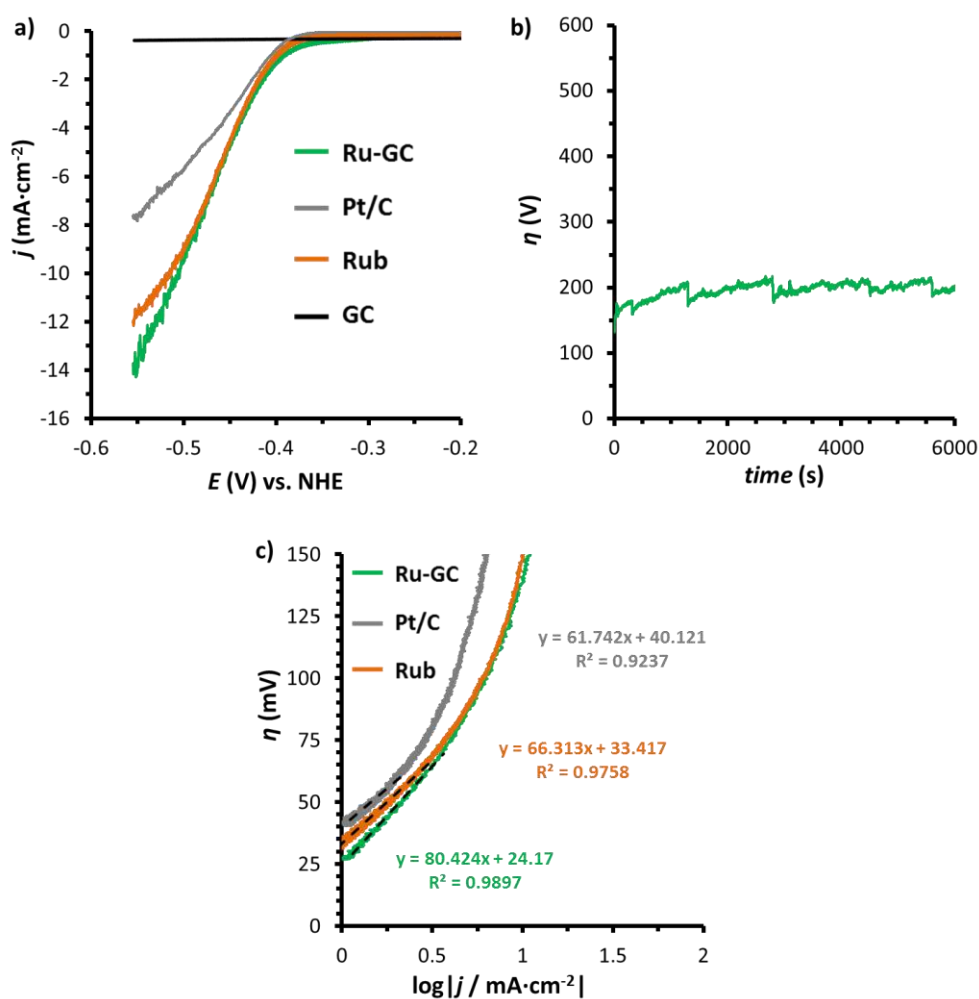 a)
0
-2
-4
-6
-8
-10
-12
-14
-16
j (mA·cm-2)
-0.6
-0.5
-0.4
-0.3
-0.2
E (V) vs. NHE
Ru-GC
Pt/C
Rub
GC
b)
600
500
400
300
200
100
0
η (V)
0
2000
4000
6000
time (s)
c)
150
125
100
75
50
25
0
η (mV)
Ru-GC
Pt/C
Rub
y = 61.742x + 40.121
R² = 0.9237
y = 66.313x + 33.417
R² = 0.9758
y = 80.424x + 24.17
R² = 0.9897
0
0.5
1
1.5
2
log|j / mA·cm-2|